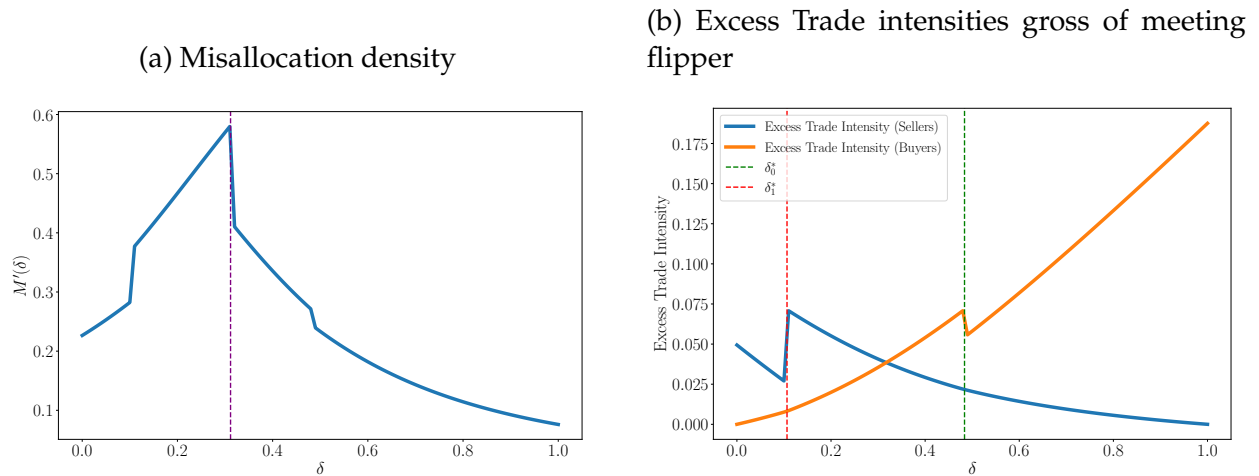 (a) Misallocation density
(b) Excess Trade intensities gross of meeting
flipper
0.6
0.5
0.4
0.3
0.2
0.1
M′(δ)
0.0
0.2
0.4
0.6
0.8
1.0
δ
0.175
0.150
0.125
0.100
0.075
0.050
0.025
0.000
Excess Trade Intensity
Excess Trade Intensity (Sellers)
Excess Trade Intensity (Buyers)
δ₀*
δ₁*
0.0
0.2
0.4
0.6
0.8
1.0
δ